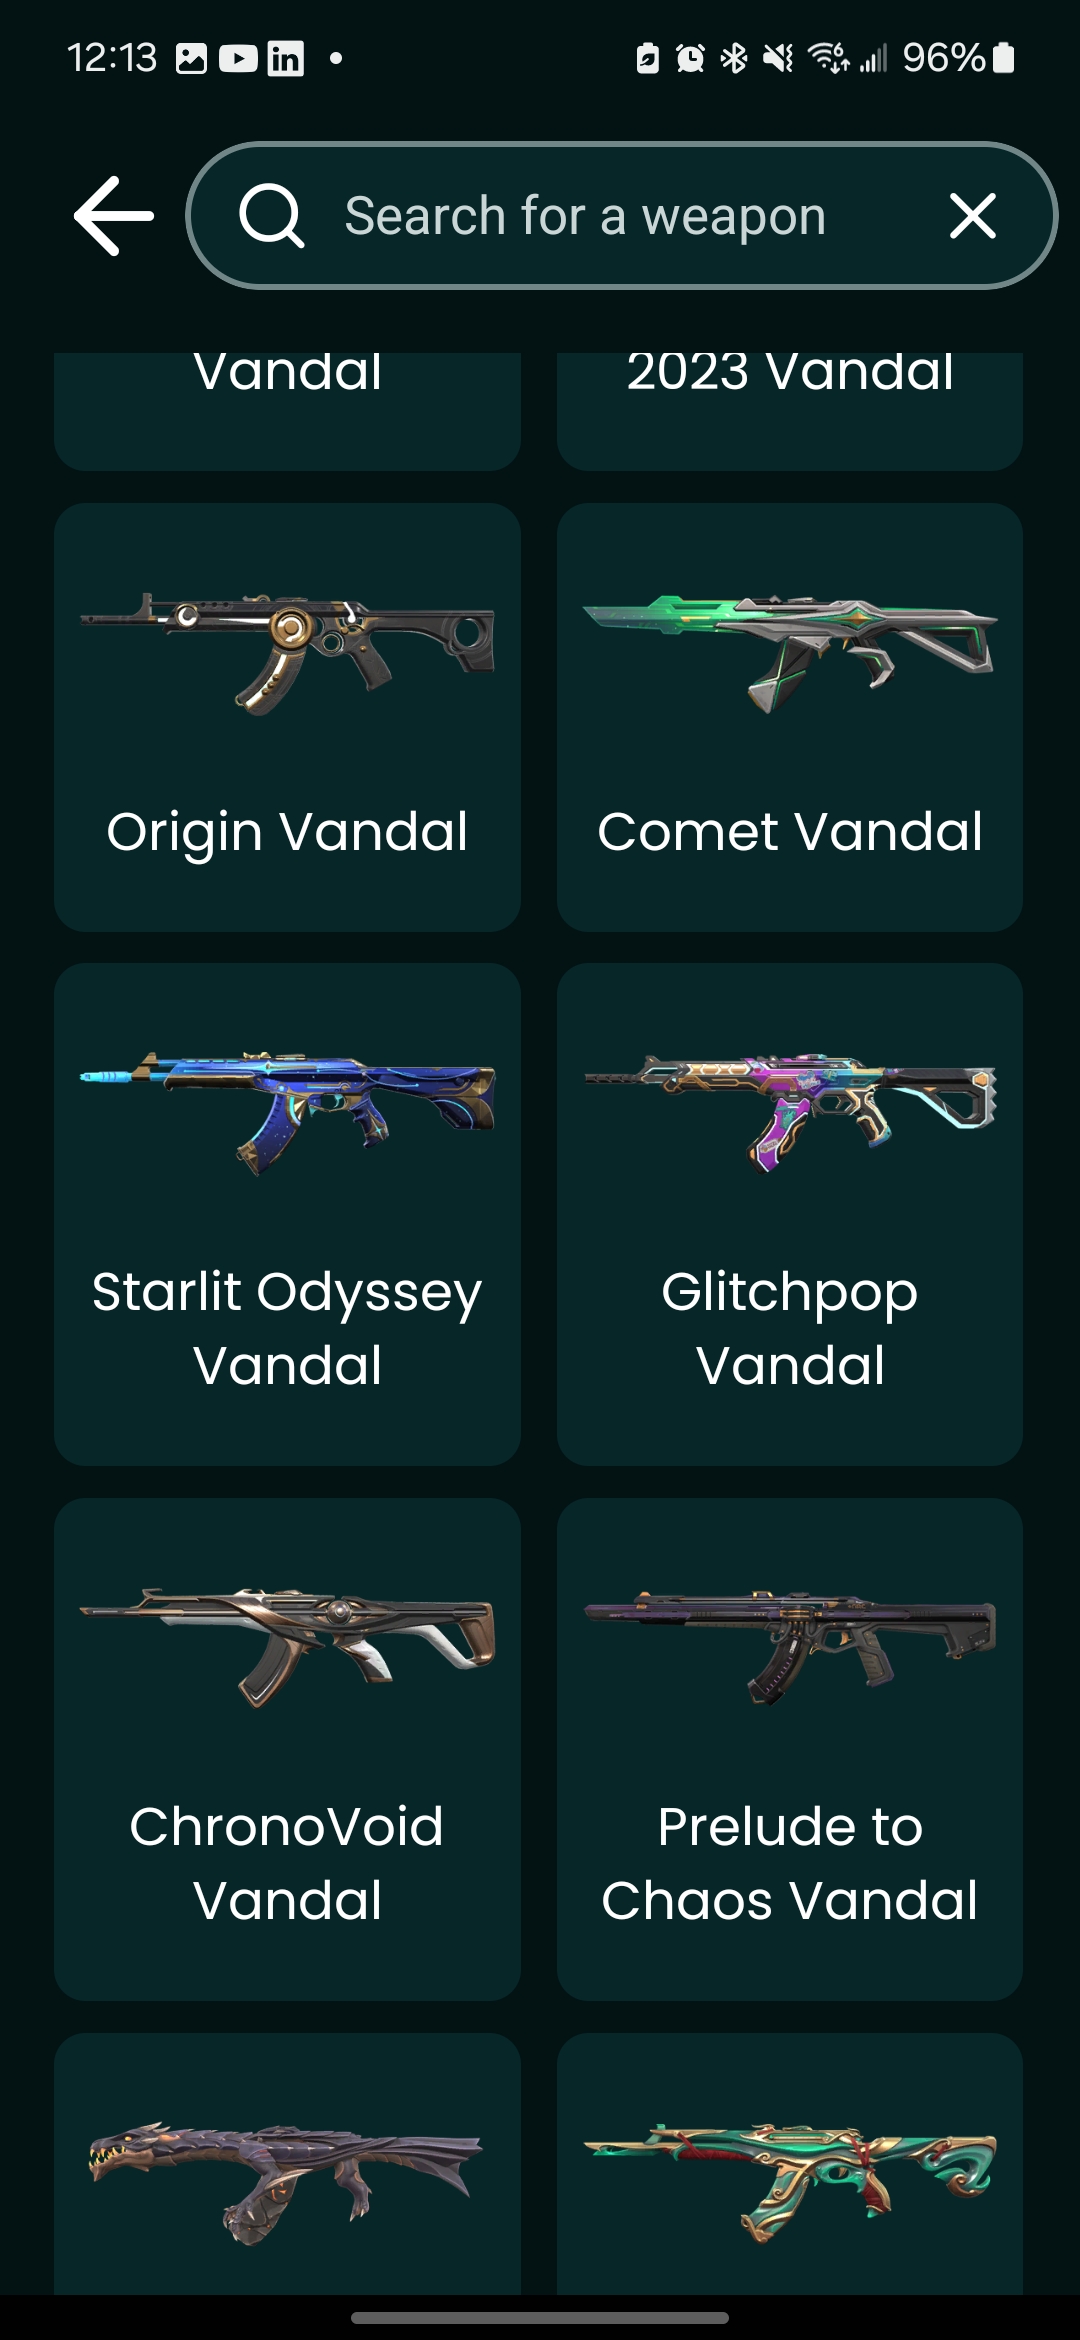 12:13
96%
Search for a weapon
Vandal
2023 Vandal
Origin Vandal
Comet Vandal
Starlit Odyssey
Vandal
Glitchpop
Vandal
ChronoVoid
Vandal
Prelude to
Chaos Vandal